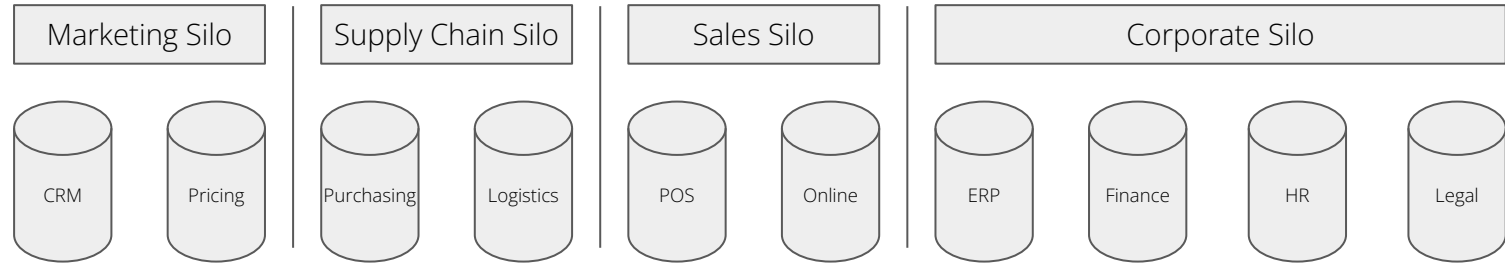 Marketing Silo
Supply Chain Silo
Sales Silo
Corporate Silo
CRM
Pricing
Purchasing
Logistics
POS
Online
ERP
Finance
HR
Legal